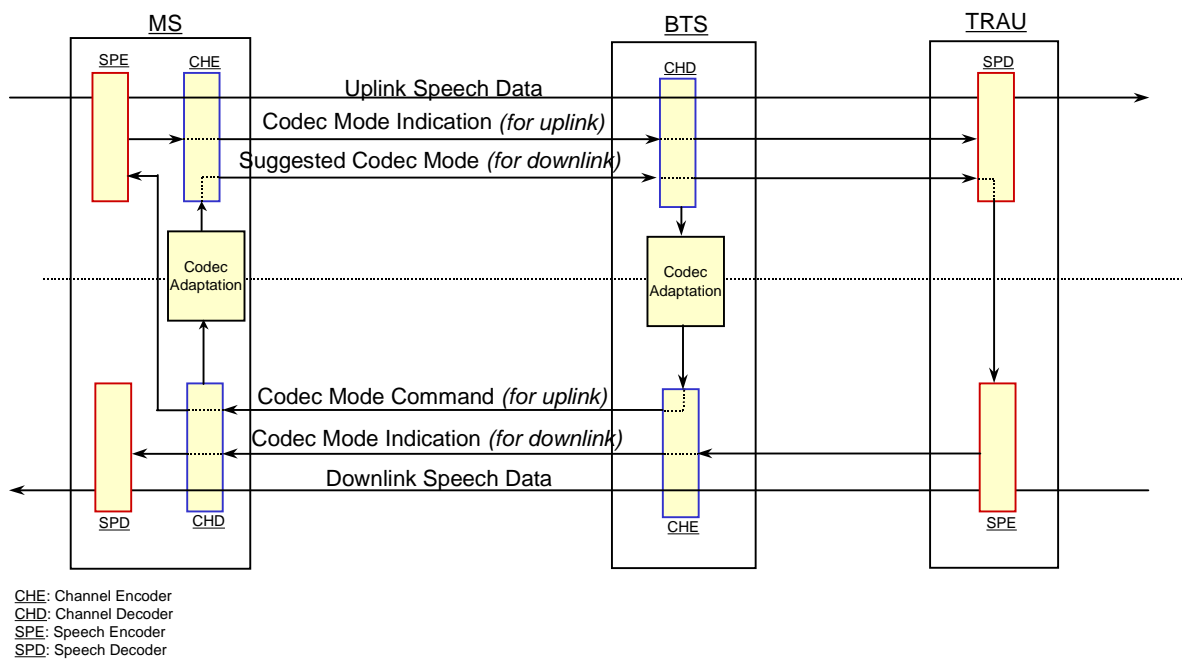 MS
BTS
TRAU
SPE
CHE
CHD
SPD
Uplink Speech Data
Codec Mode Indication (for uplink)
Suggested Codec Mode (for downlink)
Codec
Adaptation
Codec
Adaptation
Codec Mode Command (for uplink)
Codec Mode Indication (for downlink)
Downlink Speech Data
SPD
CHD
CHE
SPE
CHE: Channel Encoder
CHD: Channel Decoder
SPE: Speech Encoder
SPD: Speech Decoder